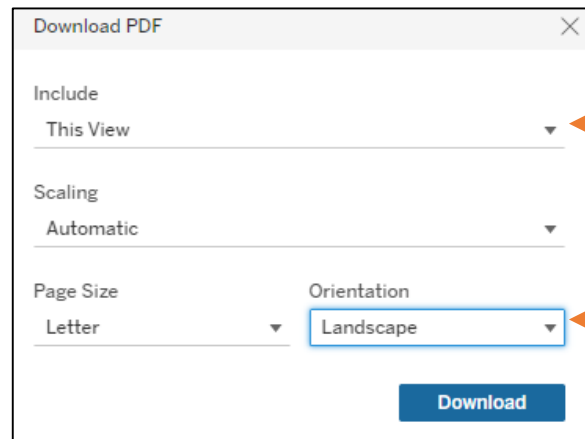 Download PDF
Include
This View
Scaling
Automatic
Page Size
Orientation
Letter
Landscape
Download